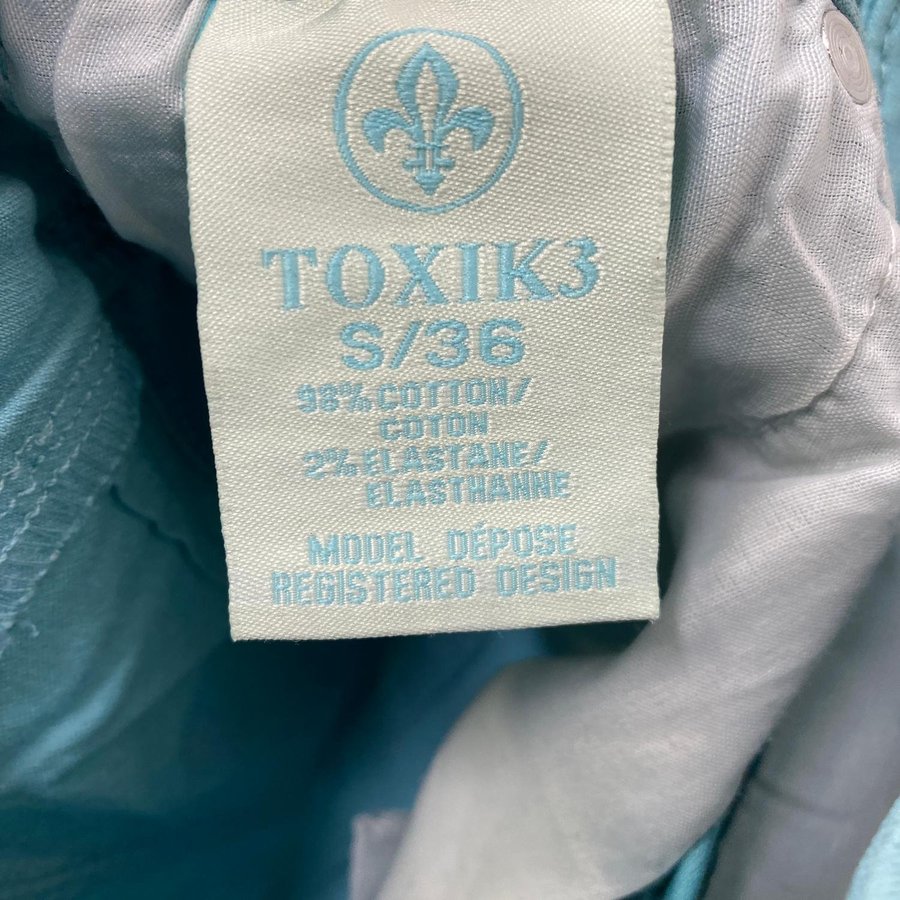 TOXIK3
S/36
98% COTTON/
COTON
2% ELASTANE/
ELASTHANNE
MODEL DÉPOSE
REGISTERED DESIGN